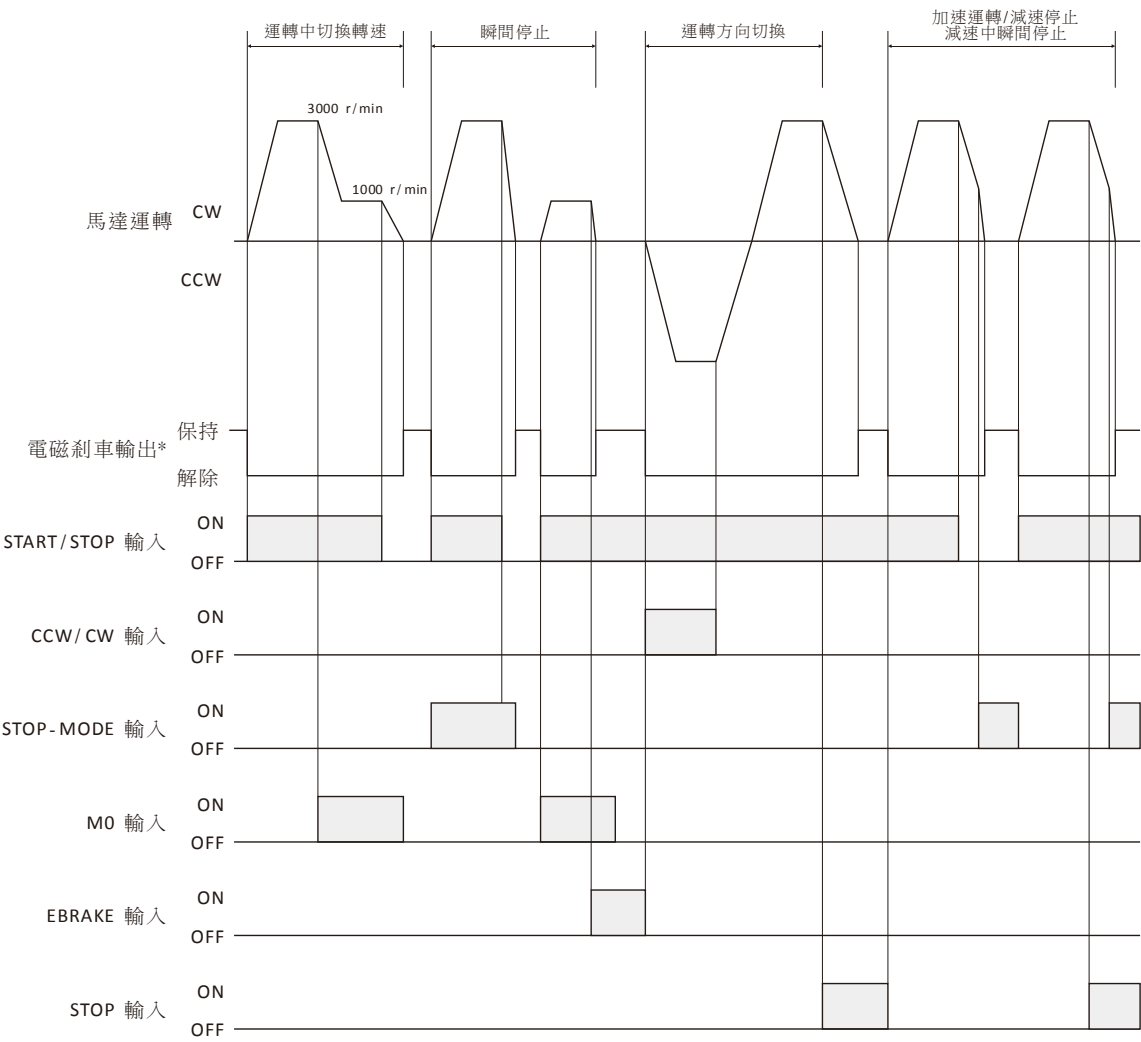 運轉中切換轉速
瞬間停止
運轉方向切換
加速運轉/減速停止
減速中瞬間停止
3000 r/min
1000 r/min
馬達運轉
CW
CCW
電磁剎車輸出*
保持
解除
START/STOP 輸入
ON
OFF
CCW/CW 輸入
ON
OFF
STOP-MODE 輸入
ON
OFF
M0 輸入
ON
OFF
EBRAKE 輸入
ON
OFF
STOP 輸入
ON
OFF